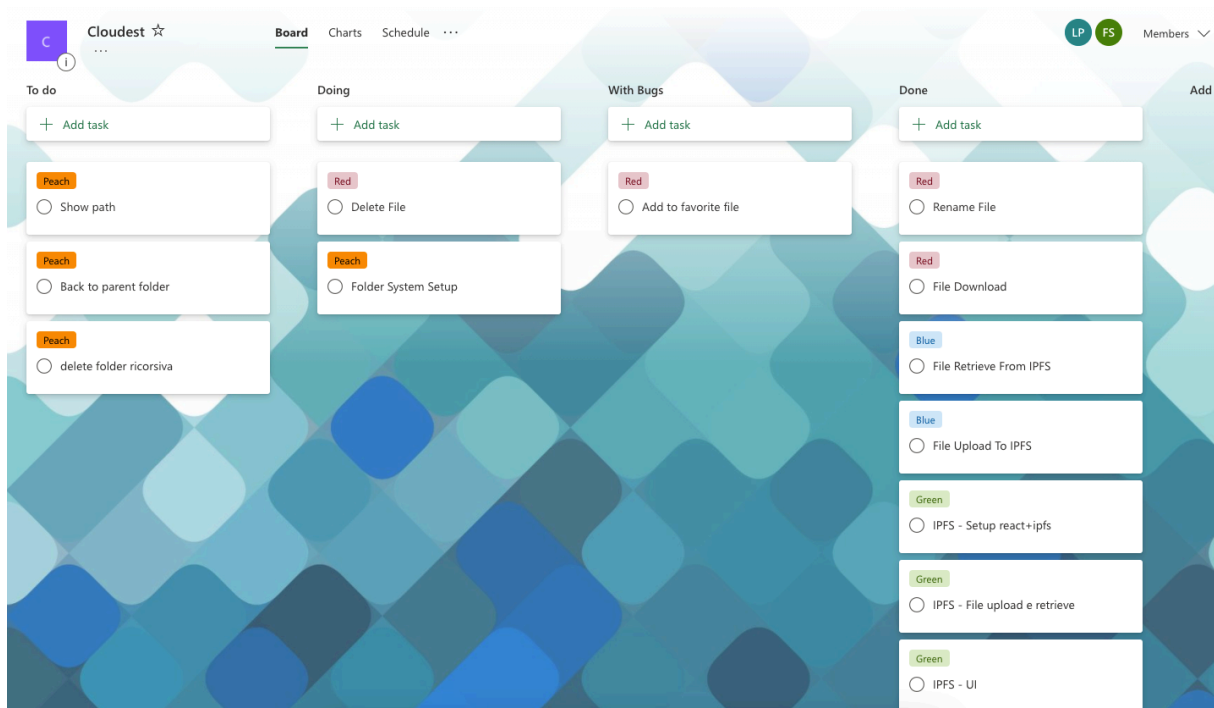 C
Cloudest
...
i
Board Charts Schedule ...
LP FS Members
To do
+ Add task
Peach
Show path
Peach
Back to parent folder
Peach
delete folder ricorsiva
Doing
+ Add task
Red
Delete File
Peach
Folder System Setup
With Bugs
+ Add task
Red
Add to favorite file
Done
+ Add task
Red
Rename File
Red
File Download
Blue
File Retrieve From IPFS
Blue
File Upload To IPFS
Green
IPFS - Setup react+ipfs
Green
IPFS - File upload e retrieve
Green
IPFS - UI
Add